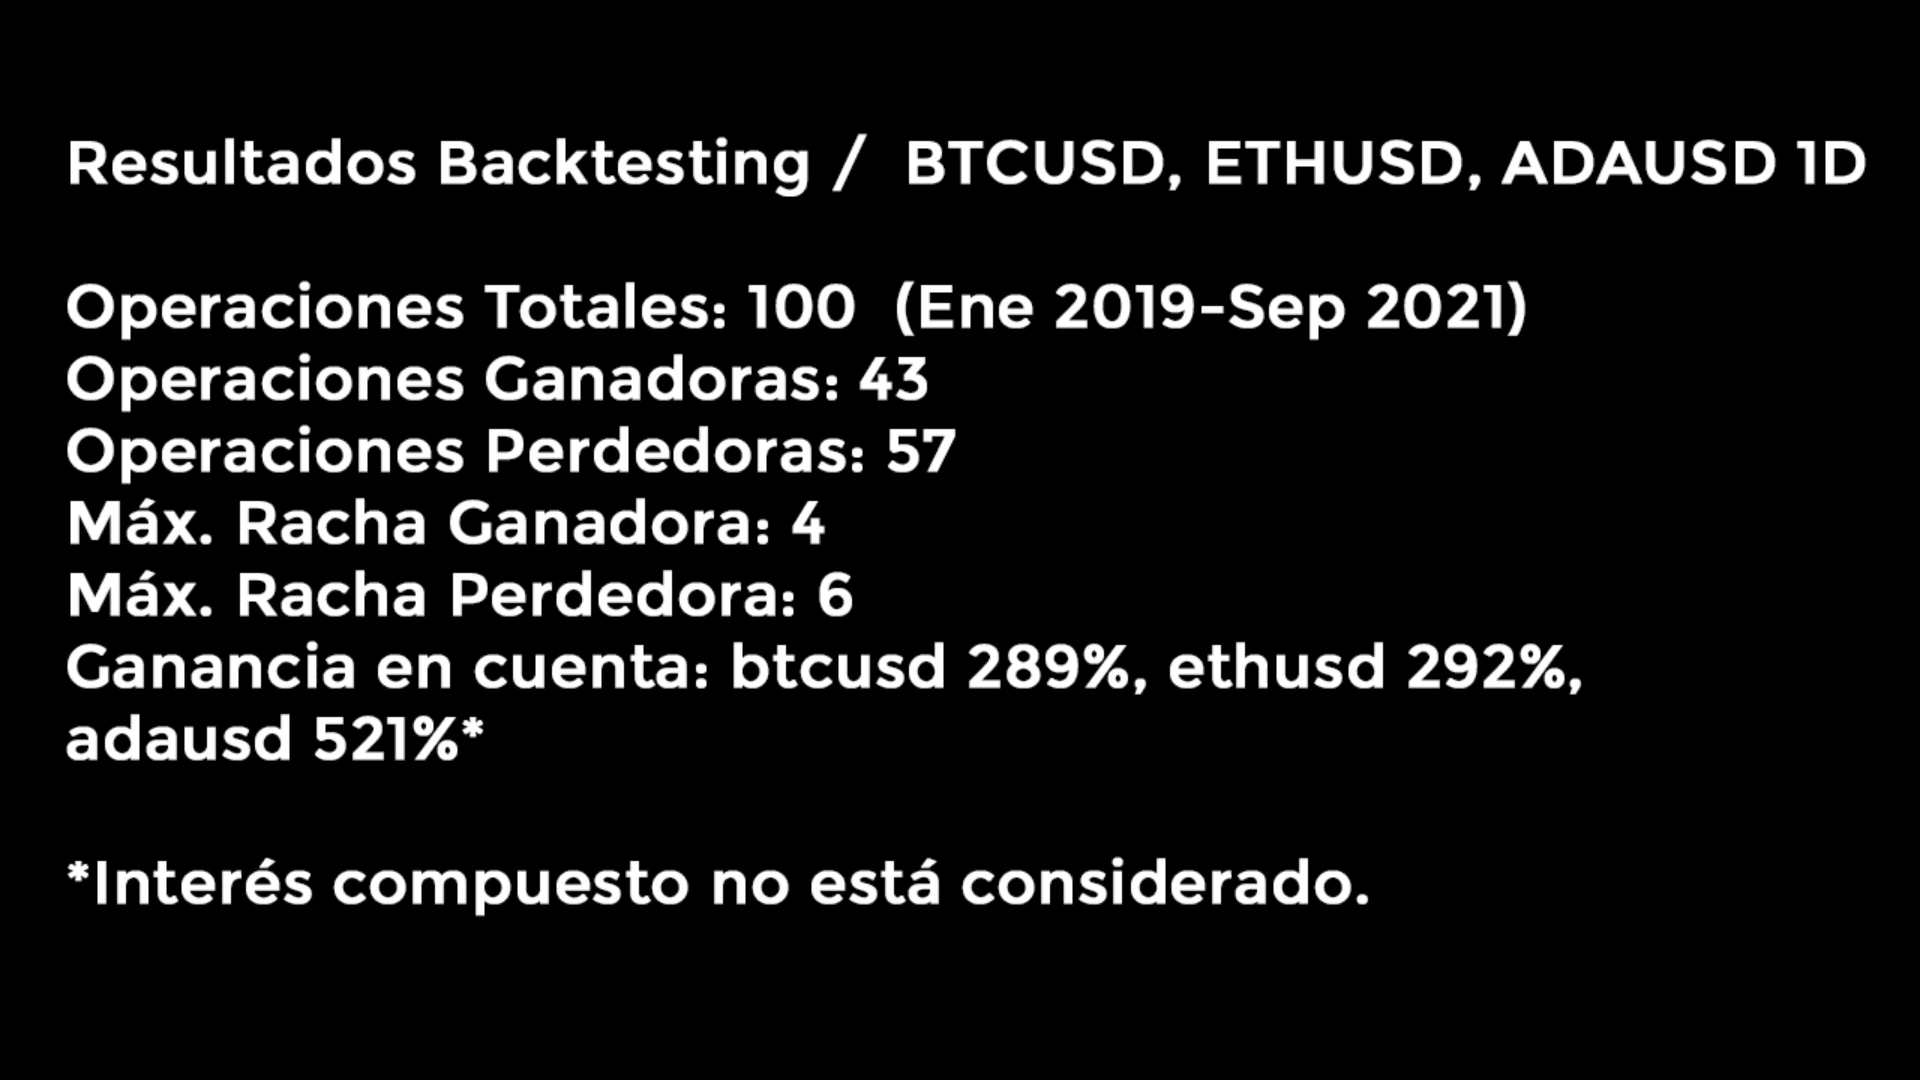 Resultados Backtesting / BTCUSD, ETHUSD, ADAUSD 1D
Operaciones Totales: 100 (Ene 2019-Sep 2021)
Operaciones Ganadoras: 43
Operaciones Perdedoras: 57
Máx. Racha Ganadora: 4
Máx. Racha Perdedora: 6
Ganancia en cuenta: btcusd 289%, ethusd 292%,
adausd 521%*
*Interés compuesto no está considerado.